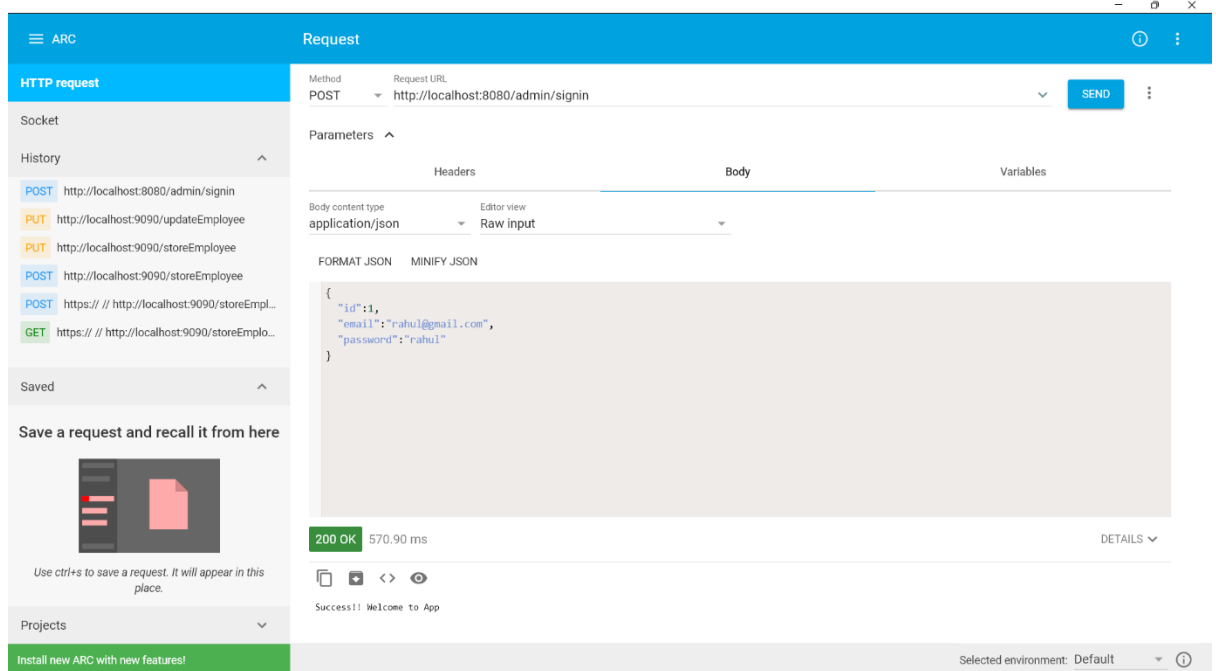 ARC
Request
HTTP request
Socket
History
POST http://localhost:8080/admin/signin
PUT http://localhost:9090/updateEmployee
PUT http://localhost:9090/storeEmployee
POST http://localhost:9090/storeEmployee
POST https:// // http://localhost:9090/storeEmpl...
GET https:// // http://localhost:9090/storeEmplo...
Saved
Save a request and recall it from here
Use ctrl+s to save a request. It will appear in this
place.
Projects
Install new ARC with new features!
Method Request URL
POST http://localhost:8080/admin/signin SEND
Parameters
Headers Body Variables
Body content type Editor view
application/json Raw input
FORMAT JSON MINIFY JSON
{
"id":1,
"email":"rahul@gmail.com",
"password":"rahul"
}
200 OK 570.90 ms DETAILS
Success!! Welcome to App
Selected environment: Default